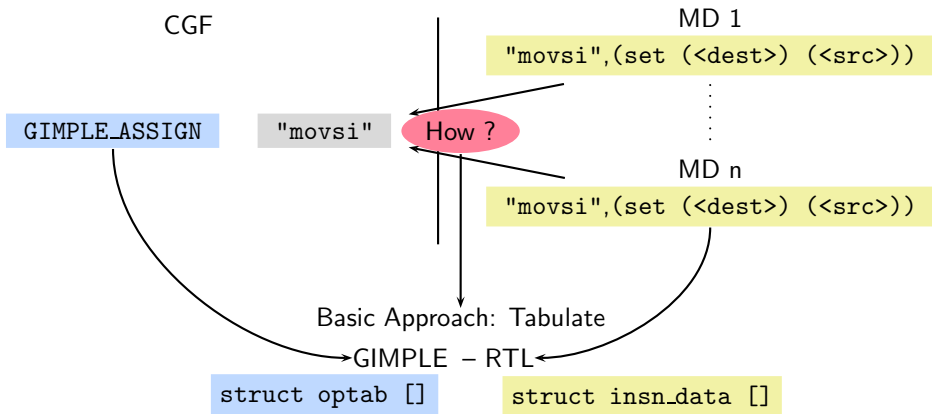 CGF
MD 1
"movsi",(set (<dest>) (<src>))
GIMPLE_ASSIGN
"movsi"
How ?
MD n
"movsi",(set (<dest>) (<src>))
Basic Approach: Tabulate
GIMPLE – RTL
struct optab []
struct insn_data []